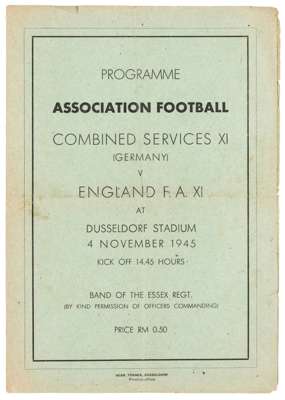 PROGRAMME
ASSOCIATION FOOTBALL
COMBINED SERVICES XI
(GERMANY)
V
ENGLAND F. A. XI
AT
DUSSELDORF STADIUM
4 NOVEMBER 1945
KICK OFF 14.45 HOURS
BAND OF THE ESSEX REGT.
(BY KIND PERMISSION OF OFFICERS COMMANDING)
PRICE RM 0.50
DUSSELDORF